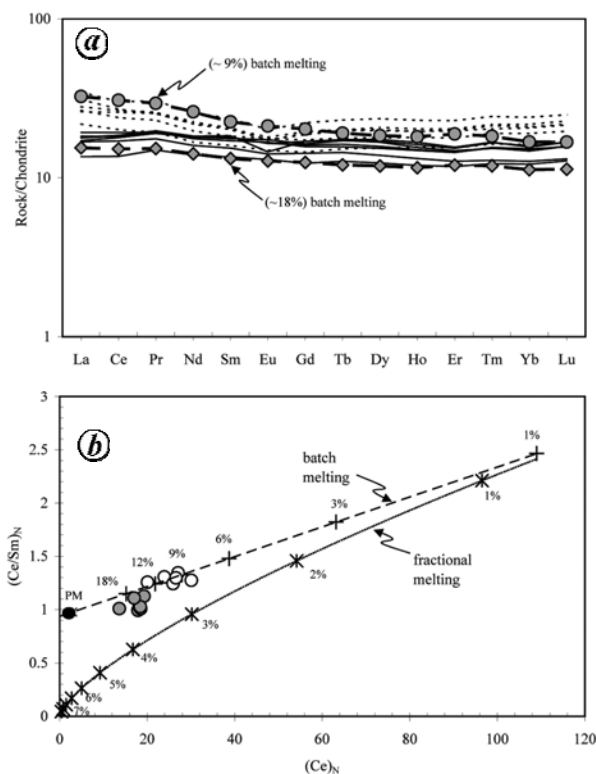 a
100
(~ 9%) batch melting
Rock/Chondrite
10
(~18%) batch melting
1
La Ce Pr Nd Sm Eu Gd Tb Dy Ho Er Tm Yb Lu
b
3
1%
2.5
batch
melting
1%
2
3%
(Ce/Sm)N
6%
fractional
melting
1.5
9%
12%
2%
18%
PM
1
3%
4%
0.5
5%
6%
7%
0
0 20 40 60 80 100 120
(Ce)N